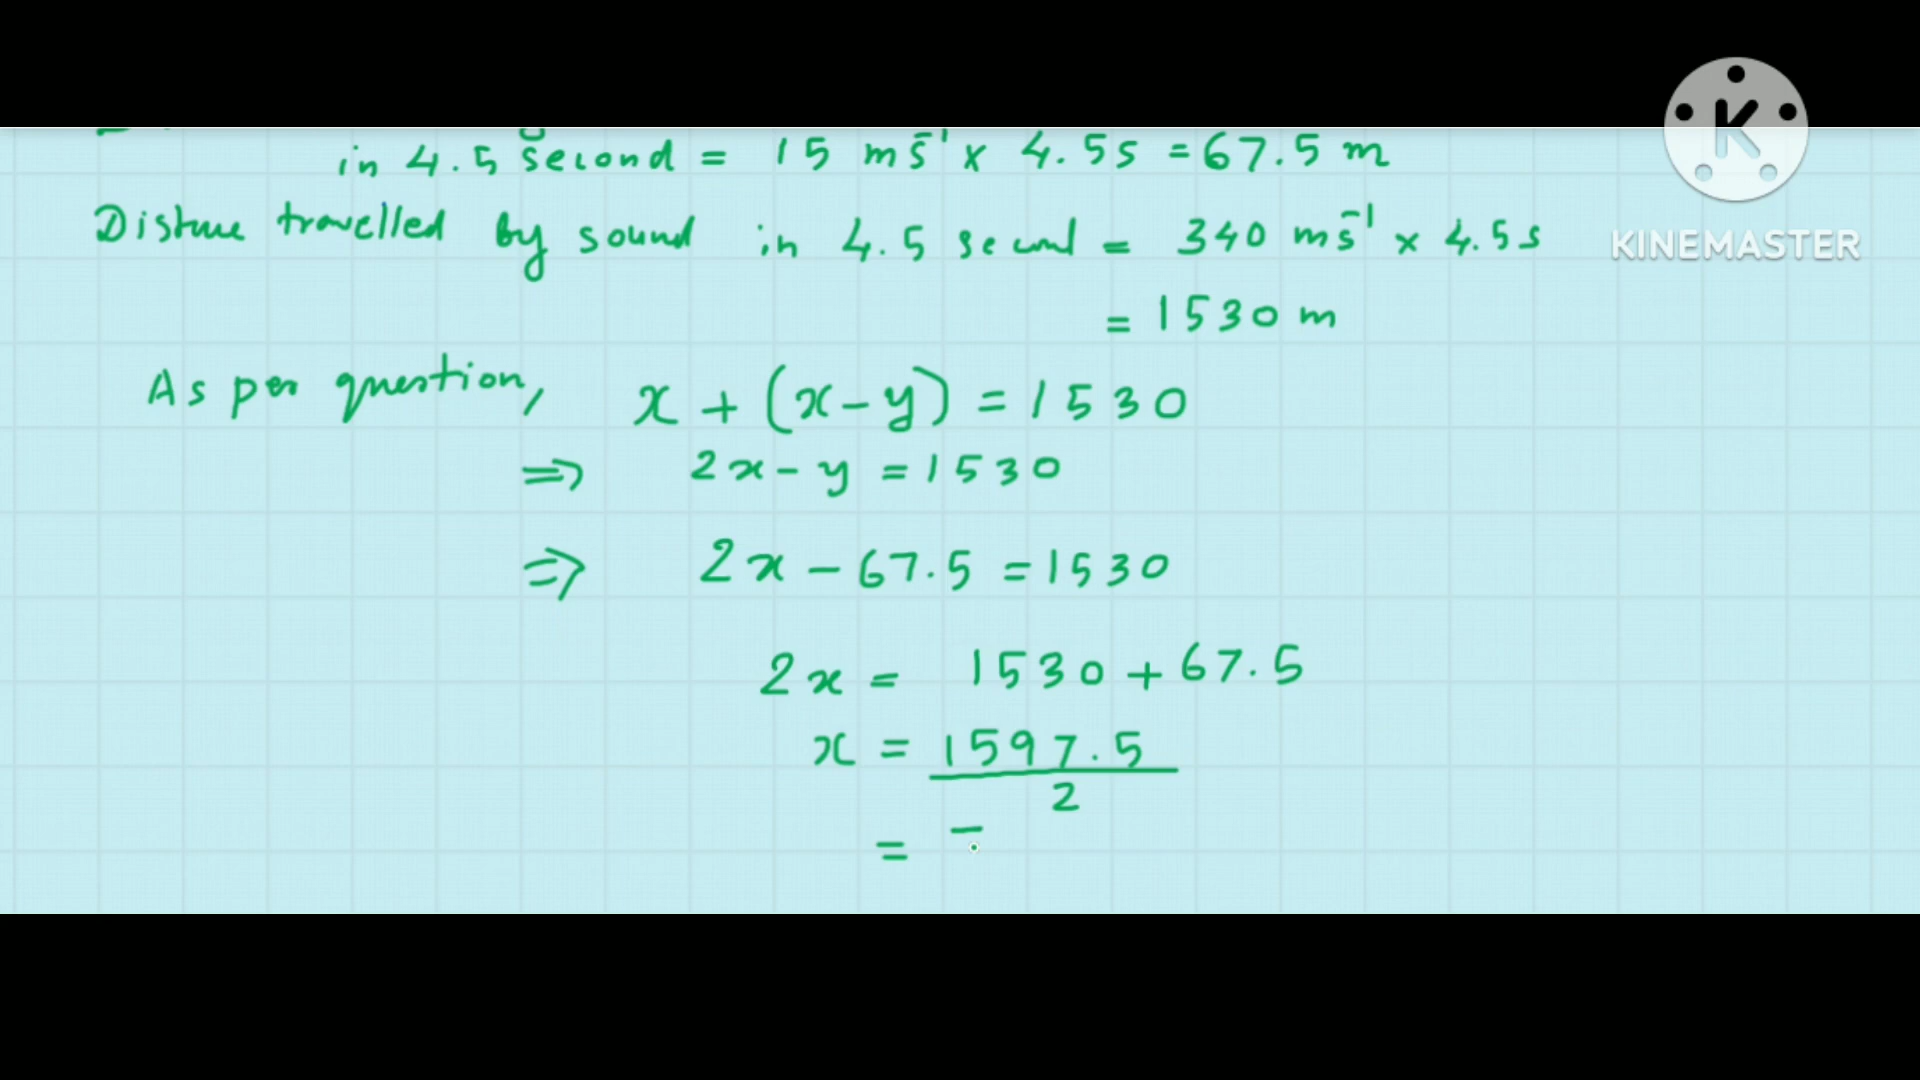 in 4.5 second = 15 ms⁻¹ x 4.5s = 67.5 m
Distance travelled by sound in 4.5 second = 340 ms⁻¹ x 4.5s
= 1530 m
As per question, x + (x - y) = 1530
⇒ 2x - y = 1530
⇒ 2x - 67.5 = 1530
2x = 1530 + 67.5
x = 1597.5
2
=
K
KINEMASTER